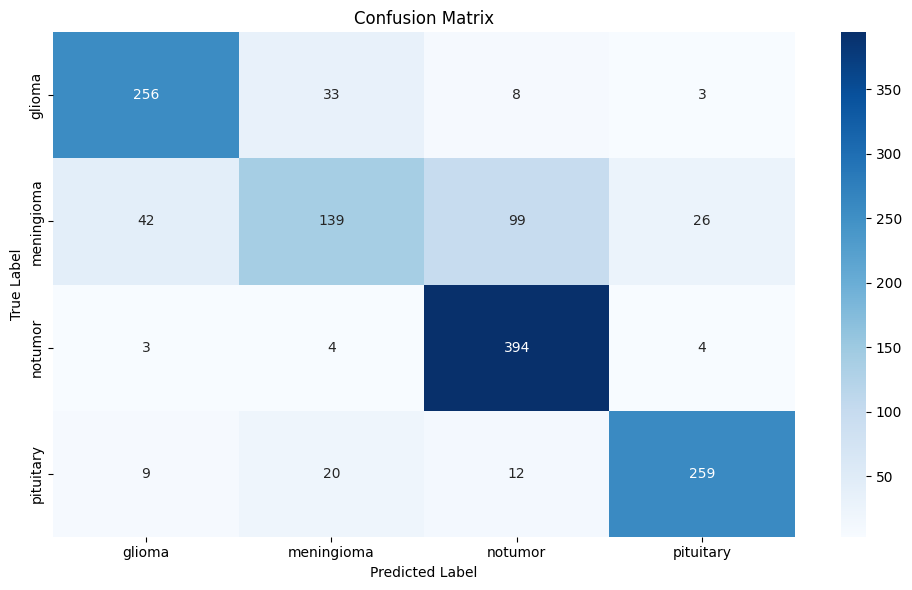 Confusion Matrix
glioma
256
33
8
3
meningioma
42
139
99
26
notumor
3
4
394
4
pituitary
9
20
12
259
glioma
meningioma
notumor
pituitary
Predicted Label
True Label
350
300
250
200
150
100
50